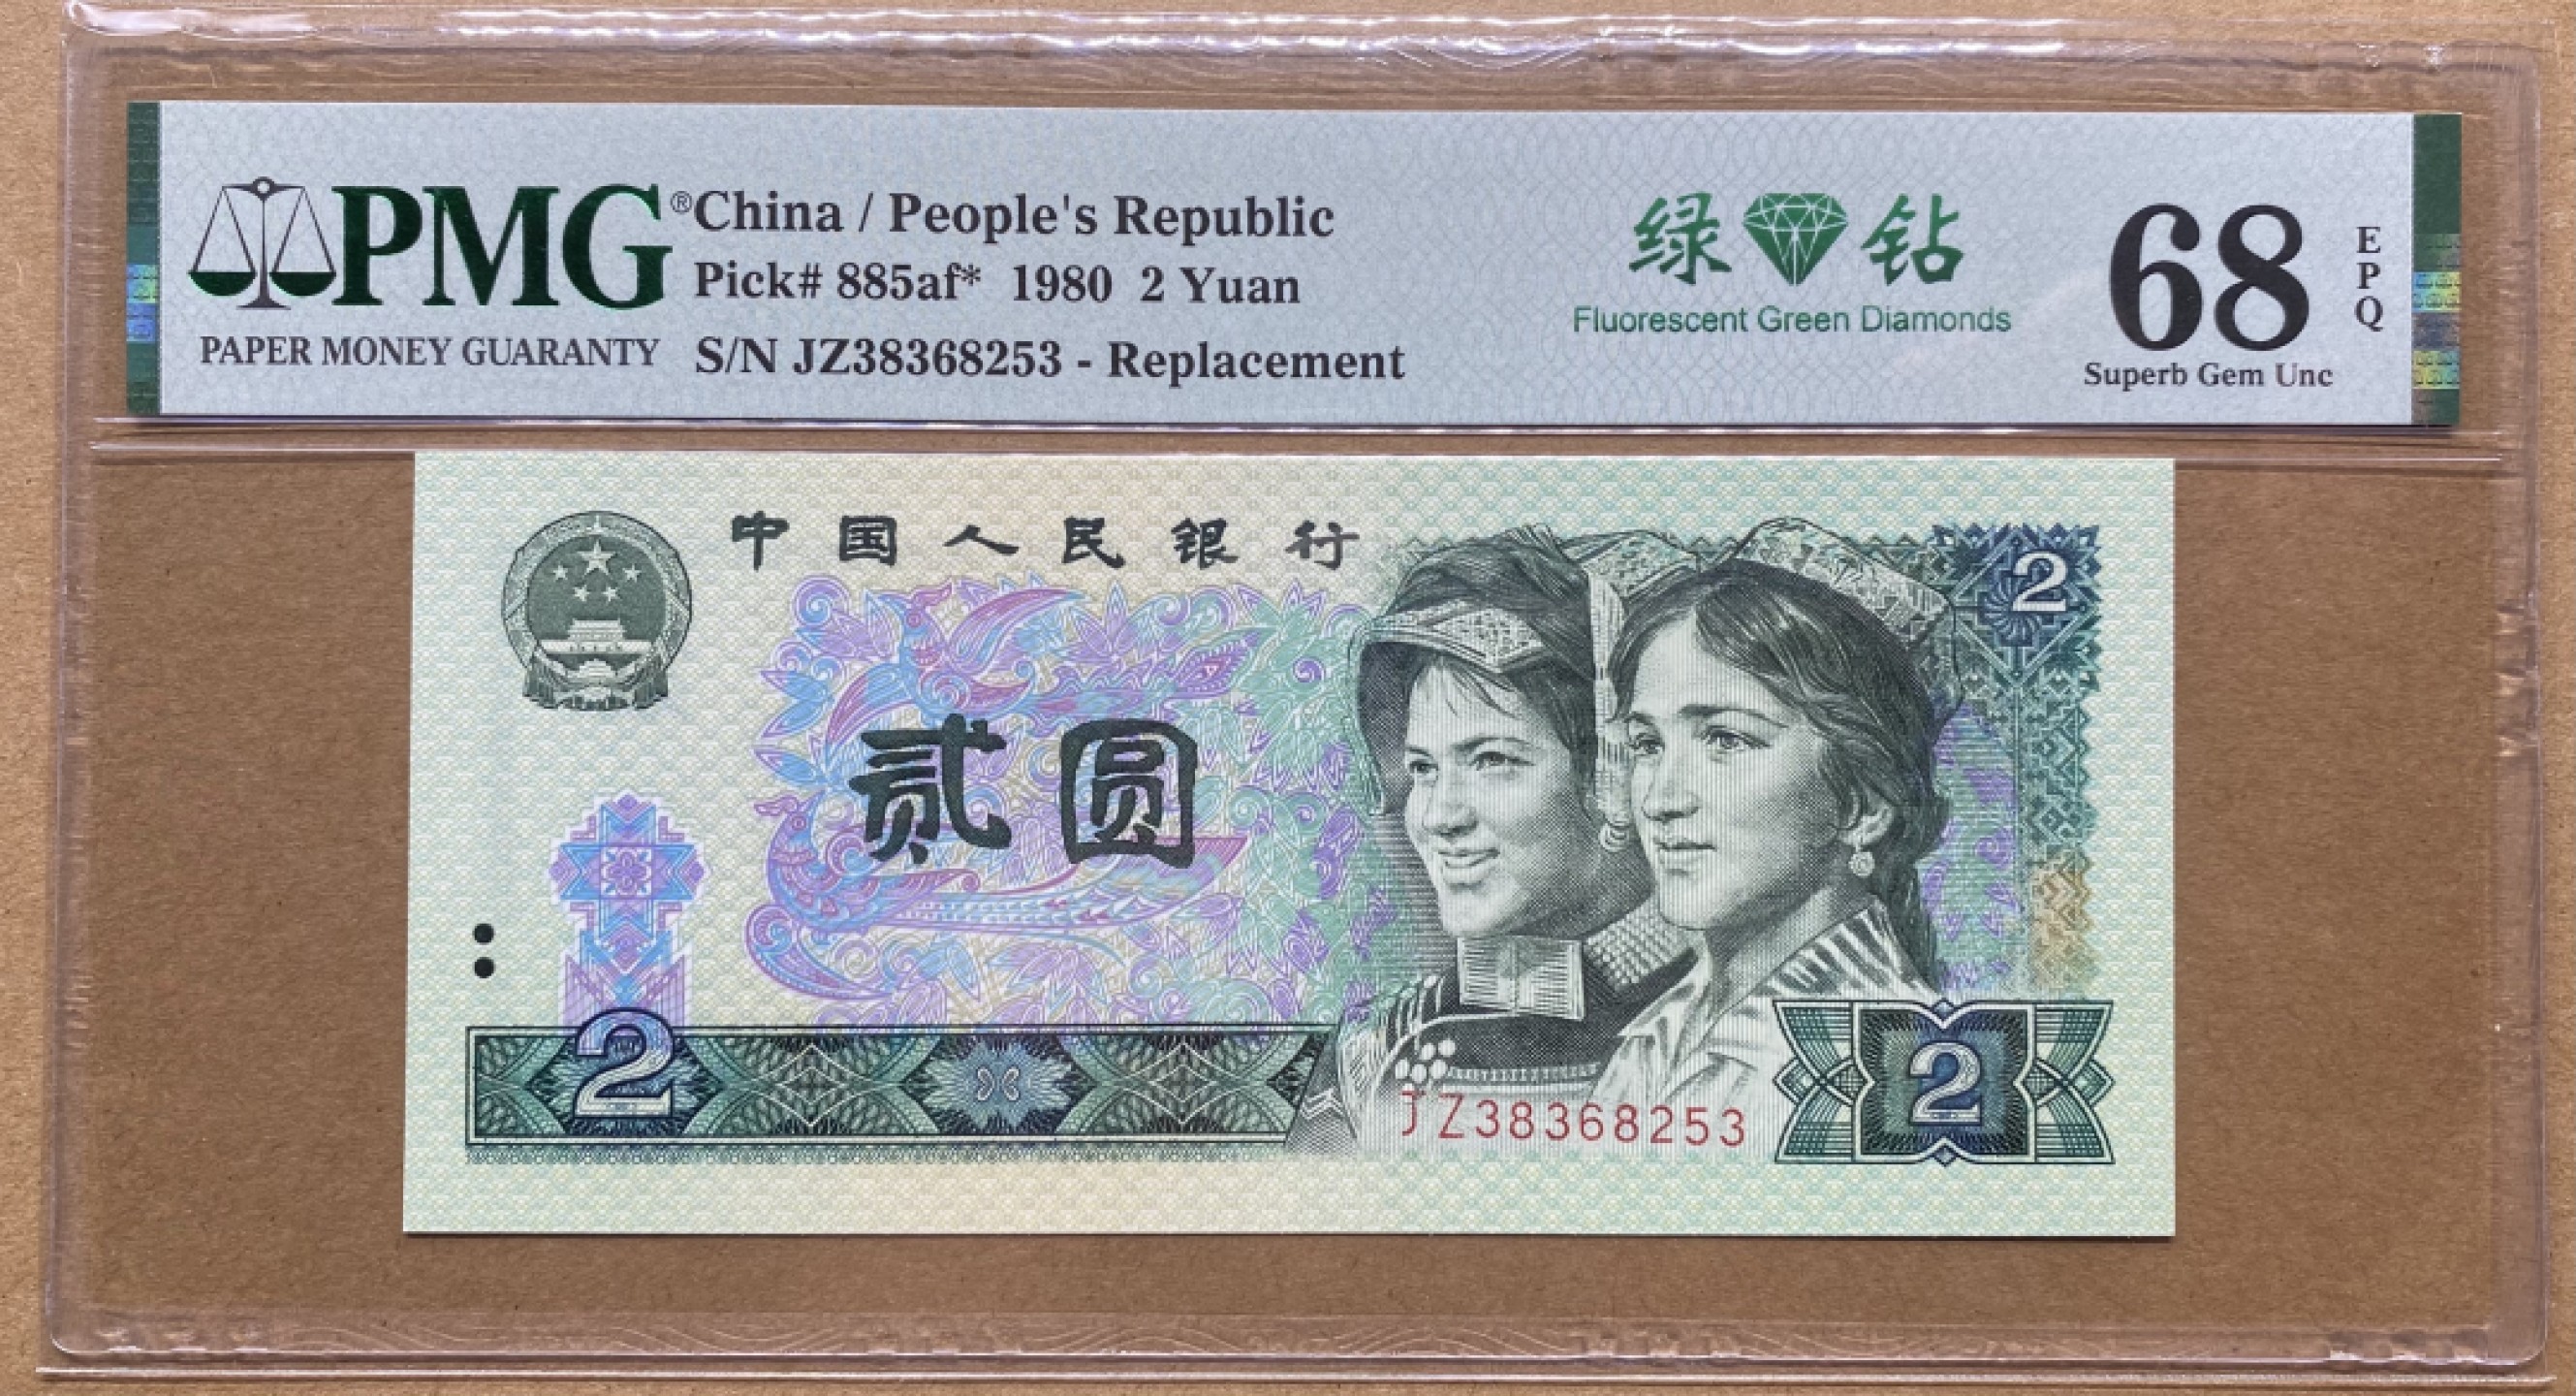 PMG®
PAPER MONEY GUARANTY
China / People's Republic
Pick# 885af* 1980 2 Yuan
S/N JZ38368253 - Replacement
绿钻
Fluorescent Green Diamonds
68
EPQ
Superb Gem Unc
中国人民银行
2
贰圆
2
JZ38368253
2